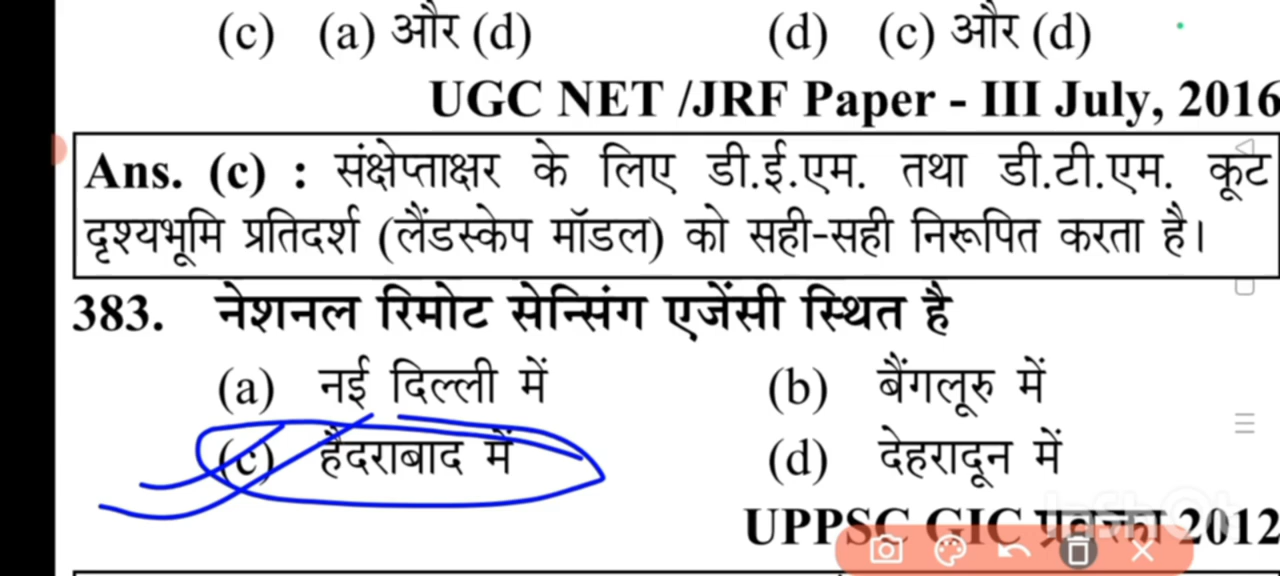 (c) (a) और (d) (d) (c) और (d)
UGC NET /JRF Paper - III July, 2016
Ans. (c) : संक्षेप्ताक्षर के लिए डी.ई.एम. तथा डी.टी.एम. कूट
दृश्यभूमि प्रतिदर्श (लैंडस्केप मॉडल) को सही-सही निरूपित करता है।
383. नेशनल रिमोट सेन्सिंग एजेंसी स्थित है
(a) नई दिल्ली में (b) बैंगलूरु में
(c) हैदराबाद में (d) देहरादून में
UPPSC GIC प्रवक्ता 2012